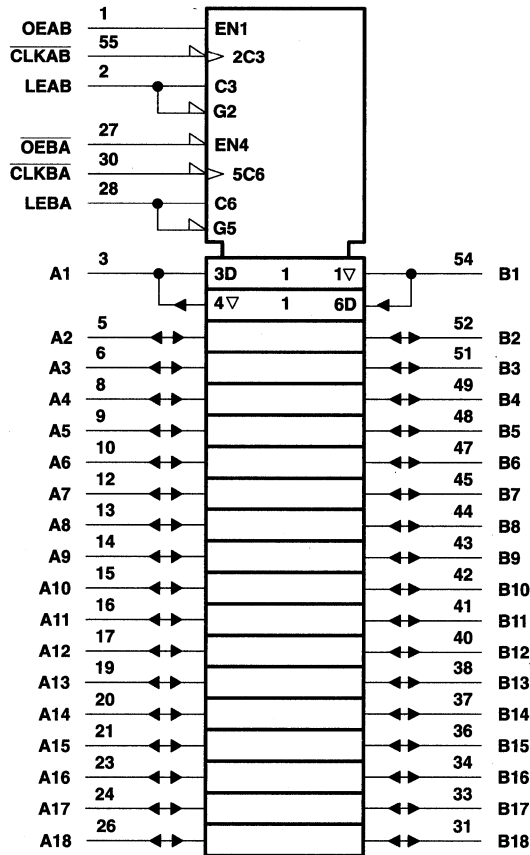 1
OEAB EN1
55
CLKAB 2C3
2
LEAB C3
G2
27
OEBA EN4
30
CLKBA 5C6
28
LEBA C6
G5
3 54
A1 3D 1 1▽ B1
4▽ 1 6D
5 52
A2 B2
6 51
A3 B3
8 49
A4 B4
9 48
A5 B5
10 47
A6 B6
12 45
A7 B7
13 44
A8 B8
14 43
A9 B9
15 42
A10 B10
16 41
A11 B11
17 40
A12 B12
19 38
A13 B13
20 37
A14 B14
21 36
A15 B15
23 34
A16 B16
24 33
A17 B17
26 31
A18 B18